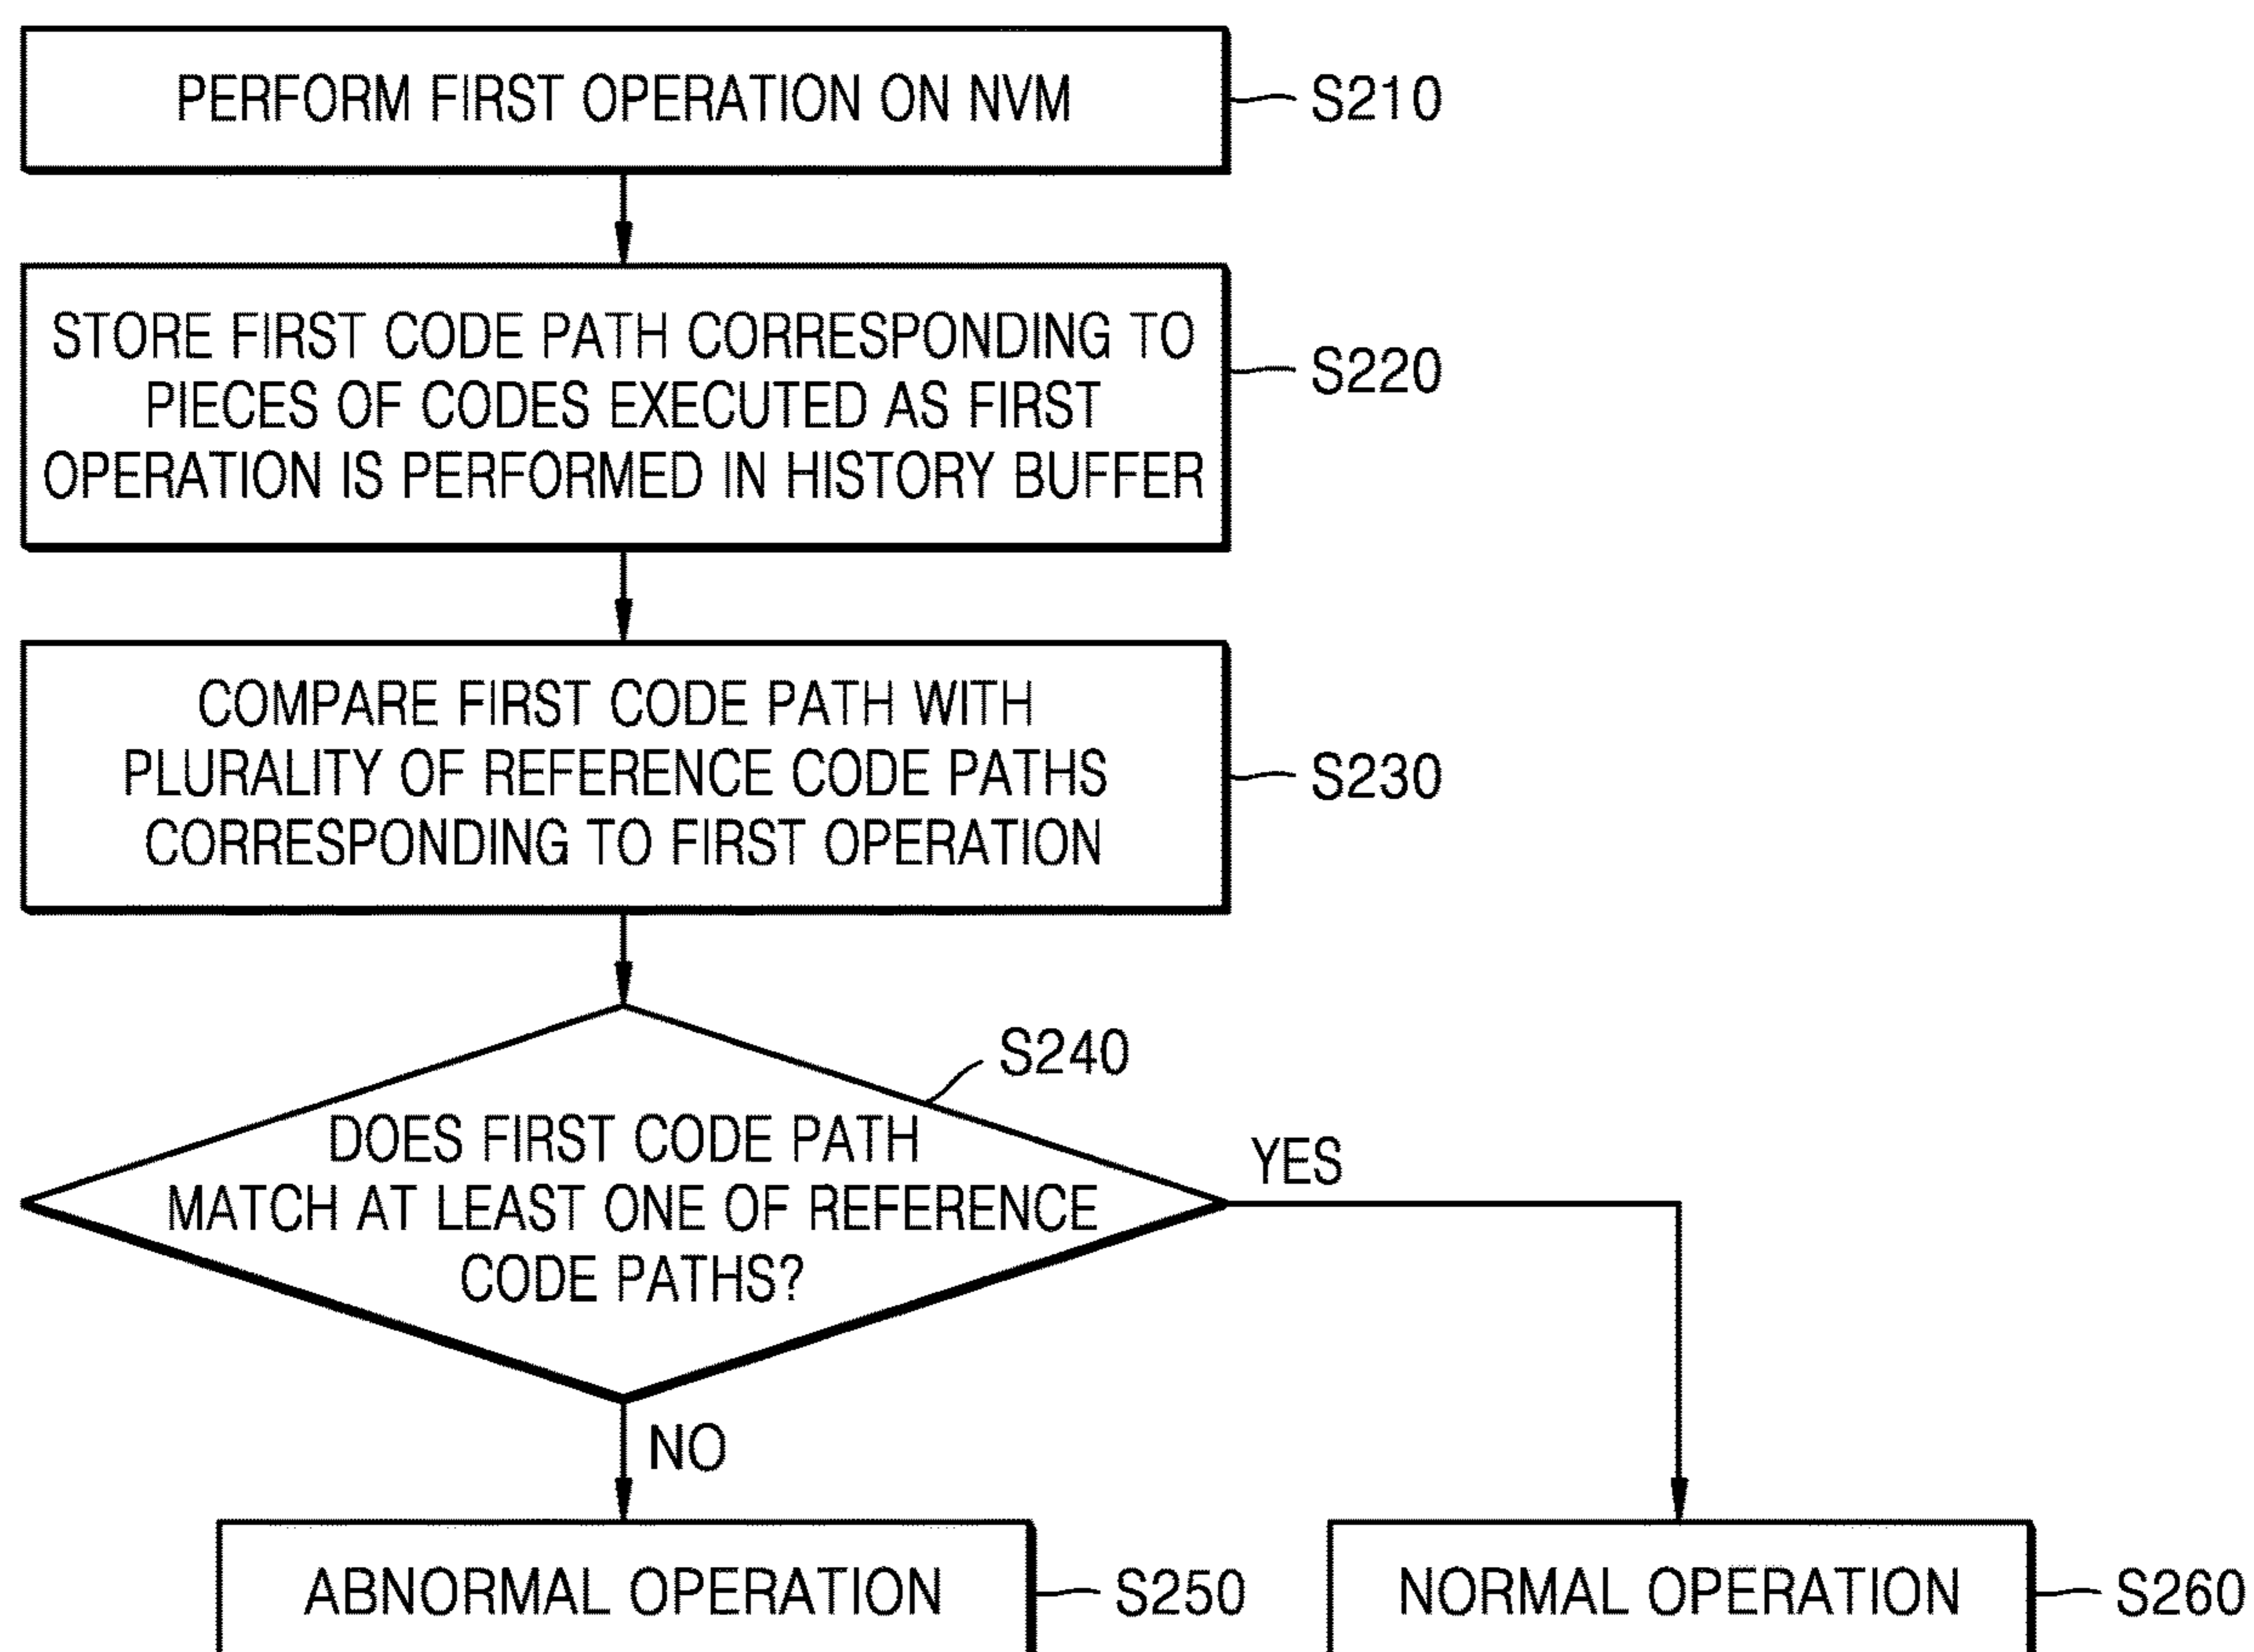 PERFORM FIRST OPERATION ON NVM
S210
STORE FIRST CODE PATH CORRESPONDING TO
PIECES OF CODES EXECUTED AS FIRST
OPERATION IS PERFORMED IN HISTORY BUFFER
S220
COMPARE FIRST CODE PATH WITH
PLURALITY OF REFERENCE CODE PATHS
CORRESPONDING TO FIRST OPERATION
S230
S240
DOES FIRST CODE PATH
MATCH AT LEAST ONE OF REFERENCE
CODE PATHS?
YES
NO
ABNORMAL OPERATION
S250
NORMAL OPERATION
S260